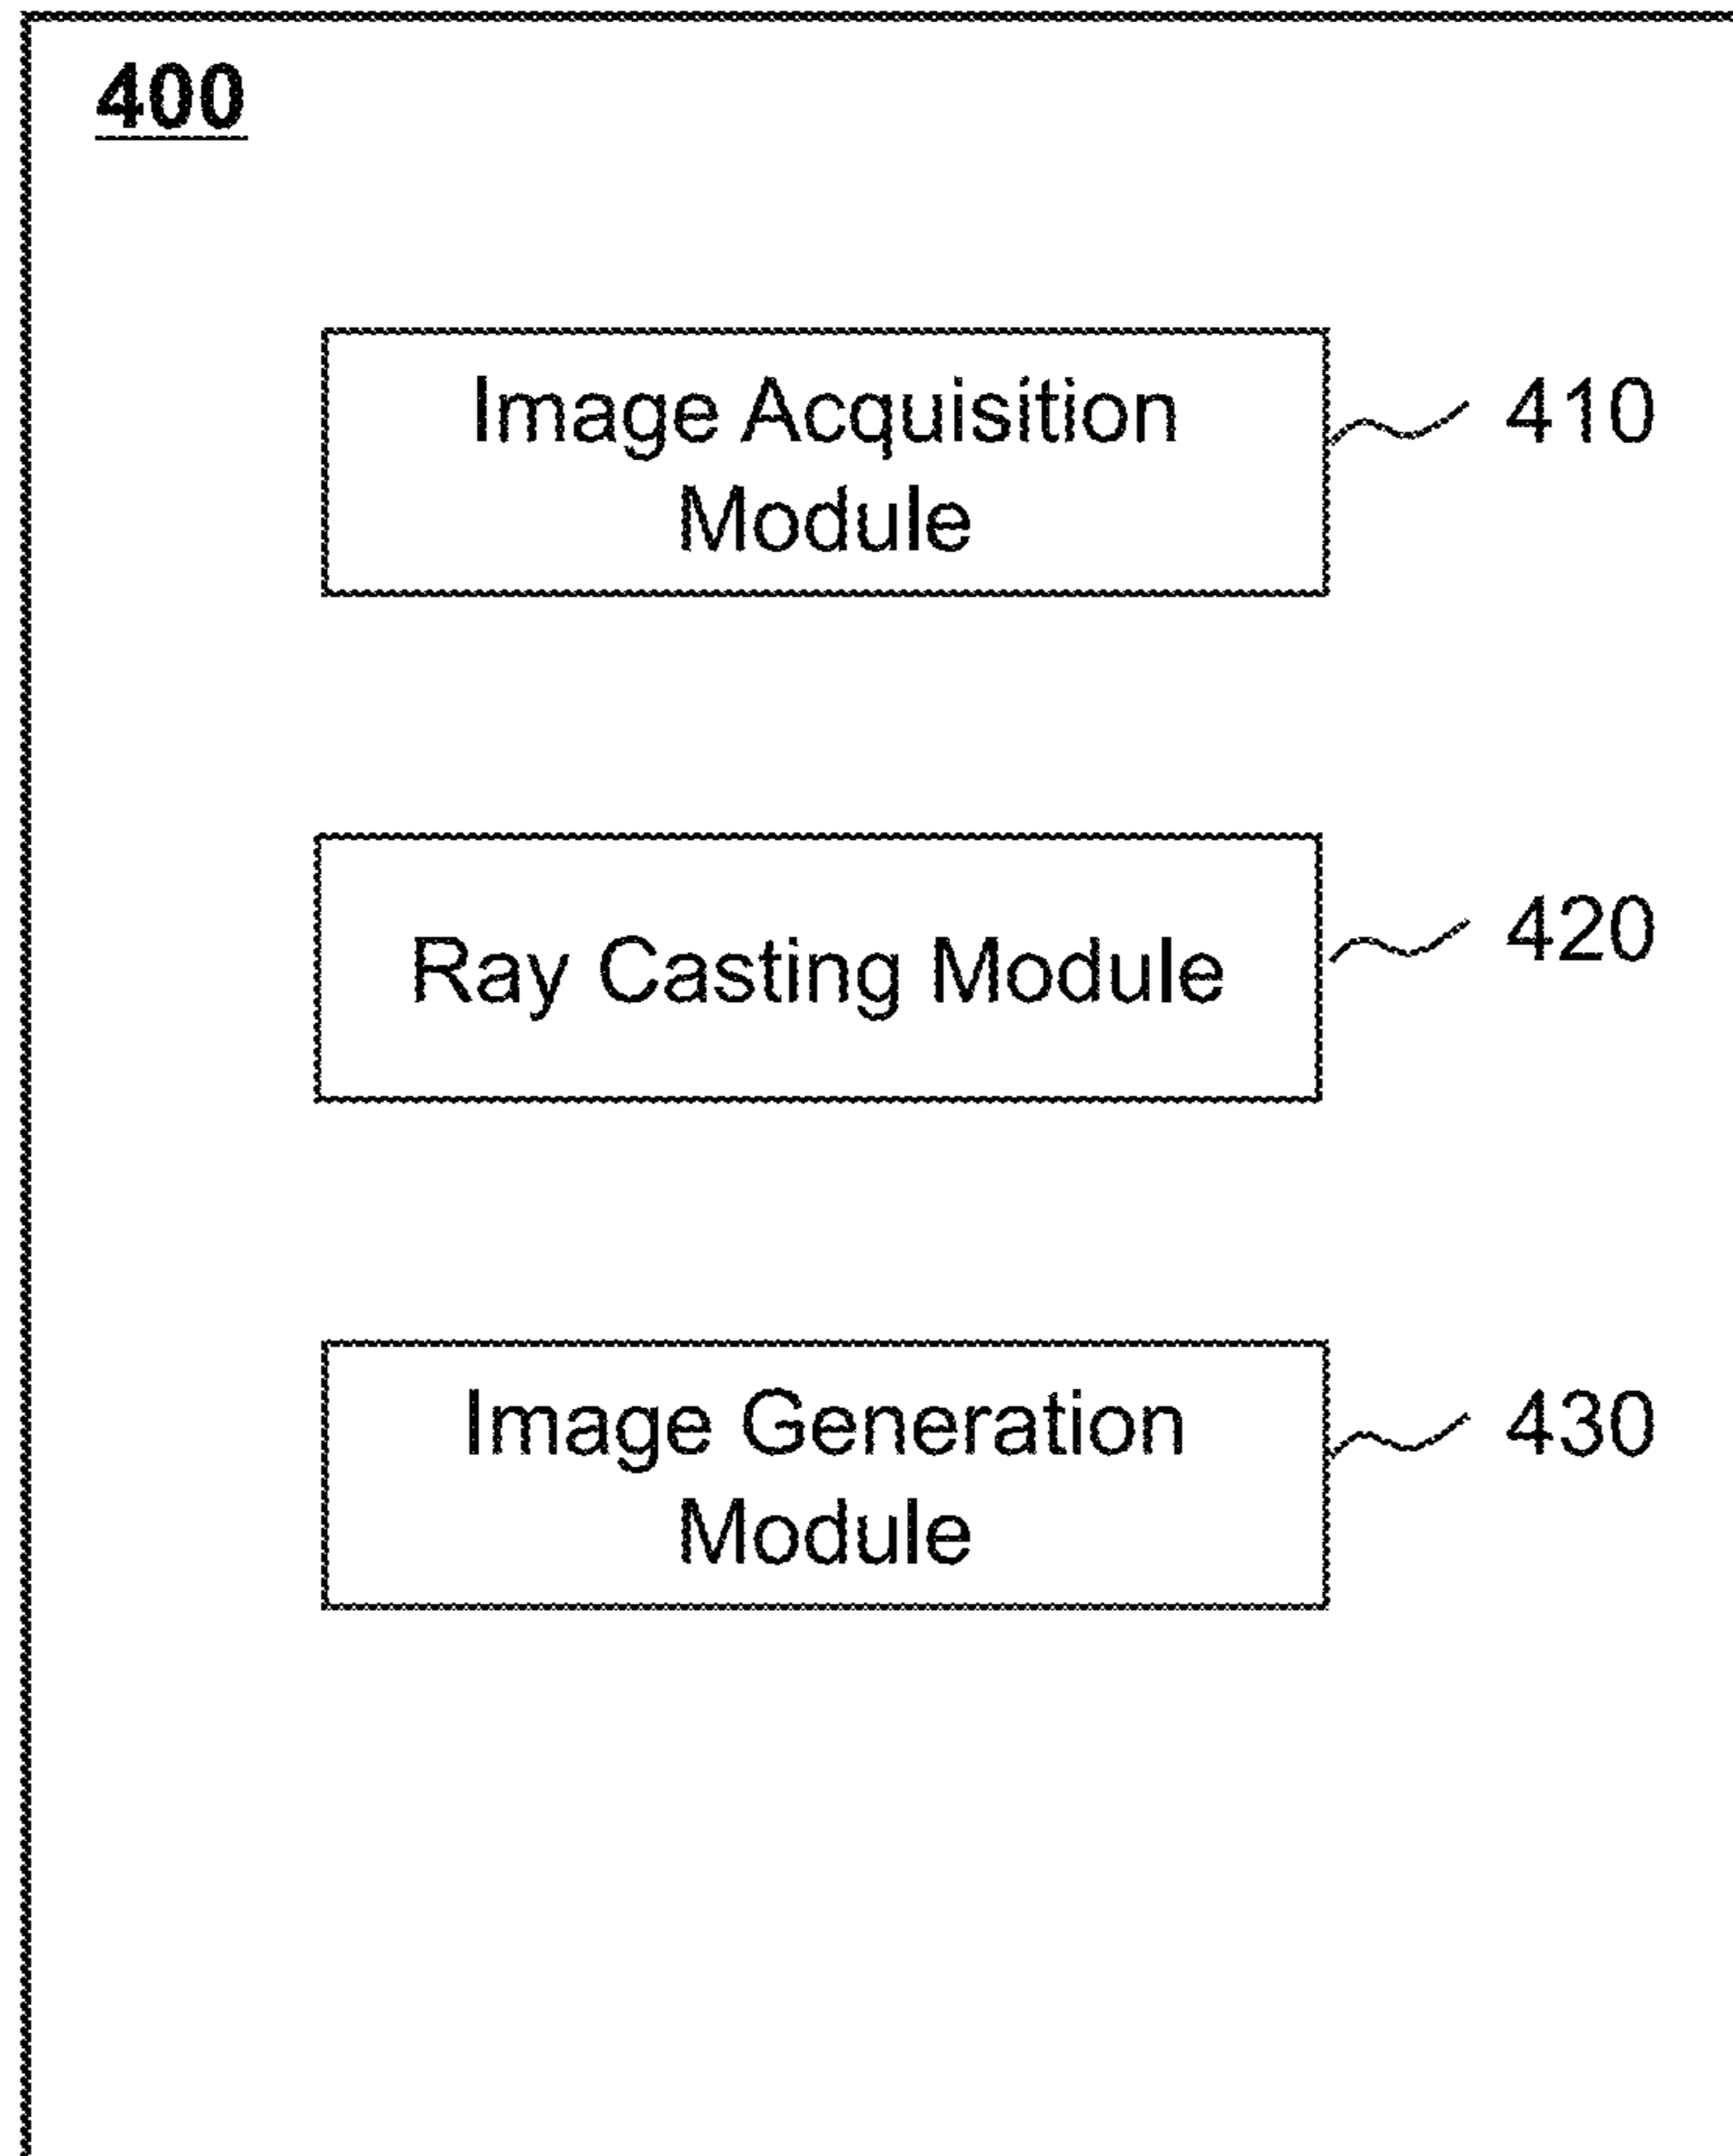 400
Image Acquisition
Module
410
Ray Casting Module
420
Image Generation
Module
430